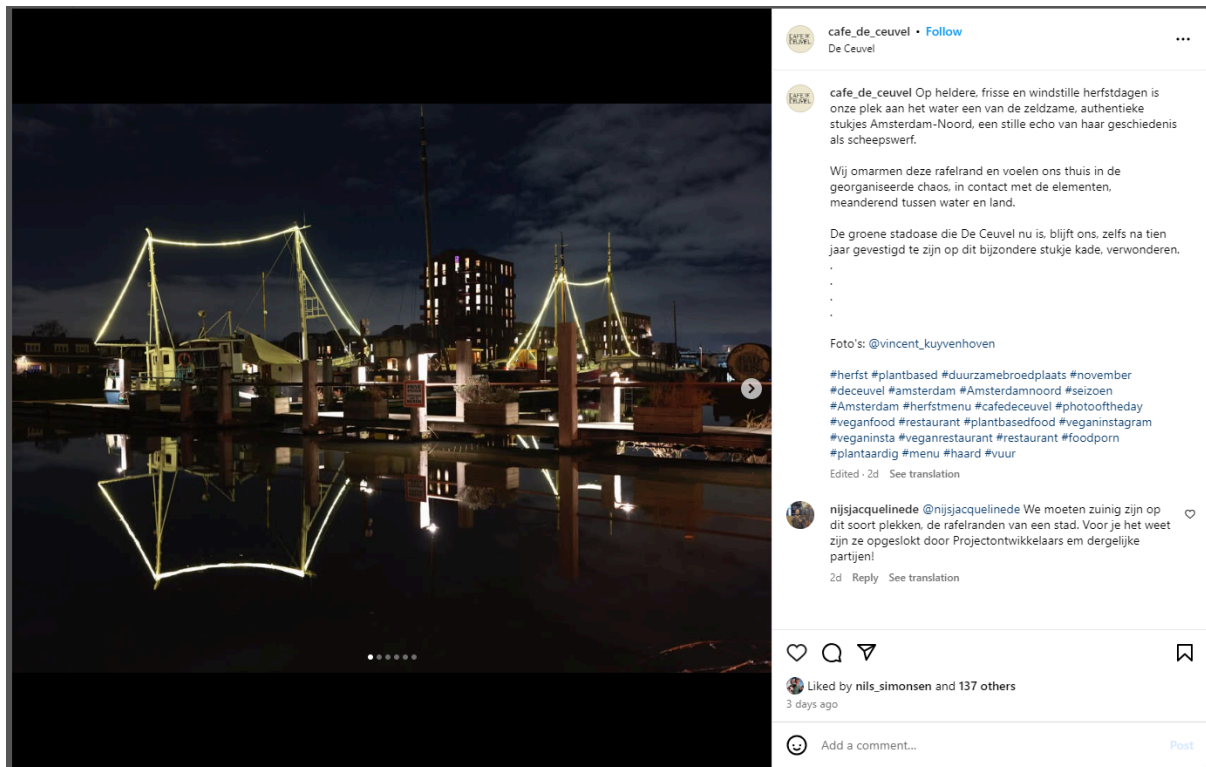 cafe_de_ceuvel • Follow
De Ceuvel
cafe_de_ceuvel Op heldere, frisse en windstille herfstdagen is
onze plek aan het water een van de zeldzame, authentieke
stukjes Amsterdam-Noord, een stille echo van haar geschiedenis
als scheepswerf.
Wij omarmen deze rafelrand en voelen ons thuis in de
georganiseerde chaos, in contact met de elementen,
meanderend tussen water en land.
De groene stadoase die De Ceuvel nu is, blijft ons, zelfs na tien
jaar gevestigd te zijn op dit bijzondere stukje kade, verwonderen.
.
.
.
.
Foto's: @vincent_kuyvenhoven
#herfst #plantbased #duurzamebroedplaats #november
#deceuvel #amsterdam #Amsterdamnoord #seizoen
#Amsterdam #herfstmenu #cafedeceuvel #photooftheday
#veganfood #restaurant #plantbasedfood #veganinstagram
#veganinsta #veganrestaurant #restaurant #foodporn
#plantaardig #menu #haard #vuur
Edited · 2d See translation
nijsjacquelinede @nijsjacquelinede We moeten zuinig zijn op
dit soort plekken, de rafelranden van een stad. Voor je het weet
zijn ze opgeslokt door Projectontwikkelaars em dergelijke
partijen!
2d Reply See translation
Liked by nils_simonsen and 137 others
3 days ago
Add a comment...
Post